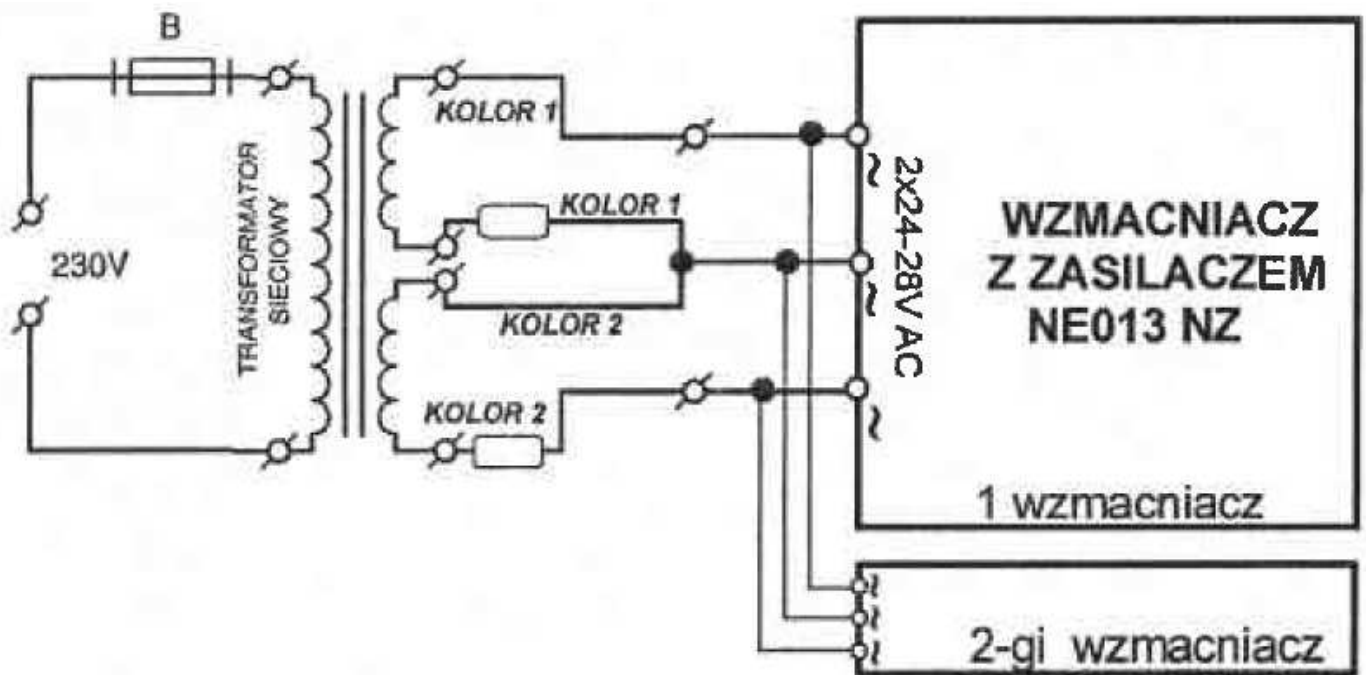 B
230V
TRANSFORMATOR
SIECIOWY
KOLOR 1
KOLOR 1
KOLOR 2
KOLOR 2
~
~
~
2X24-28V AC
WZMACNIACZ
Z ZASILACZEM
NE013 NZ
1 wzmacniacz
~
~
~
2-gi wzmacniacz